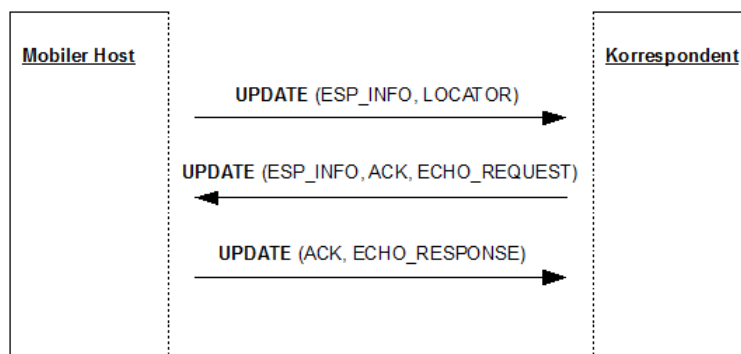 Mobiler Host
Korrespondent
UPDATE (ESP_INFO, LOCATOR)
UPDATE (ESP_INFO, ACK, ECHO_REQUEST)
UPDATE (ACK, ECHO_RESPONSE)